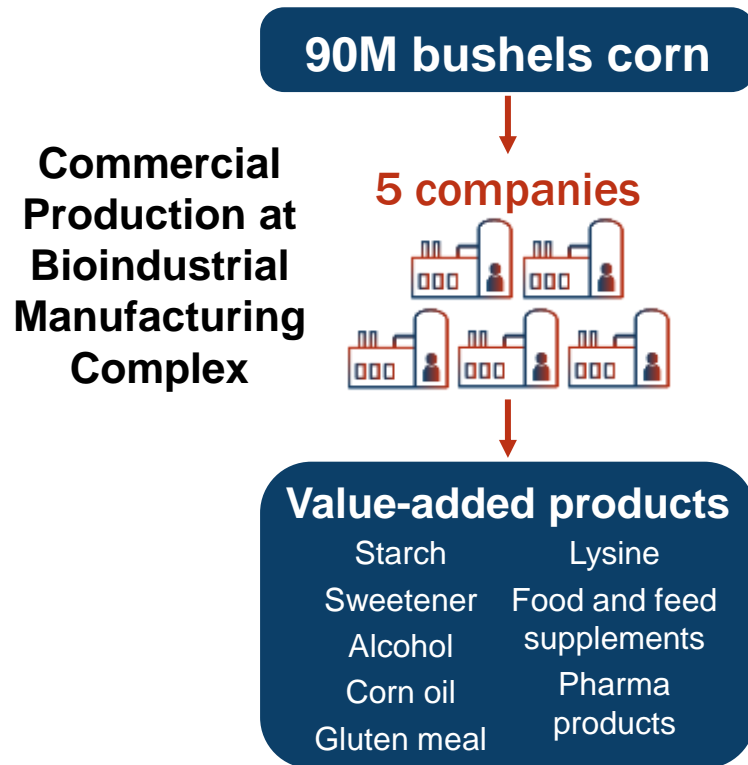 90M bushels corn
Commercial
Production at
Bioindustrial
Manufacturing
Complex
5 companies
Value-added products
Starch
Sweetener
Alcohol
Corn oil
Gluten meal
Lysine
Food and feed
supplements
Pharma
products